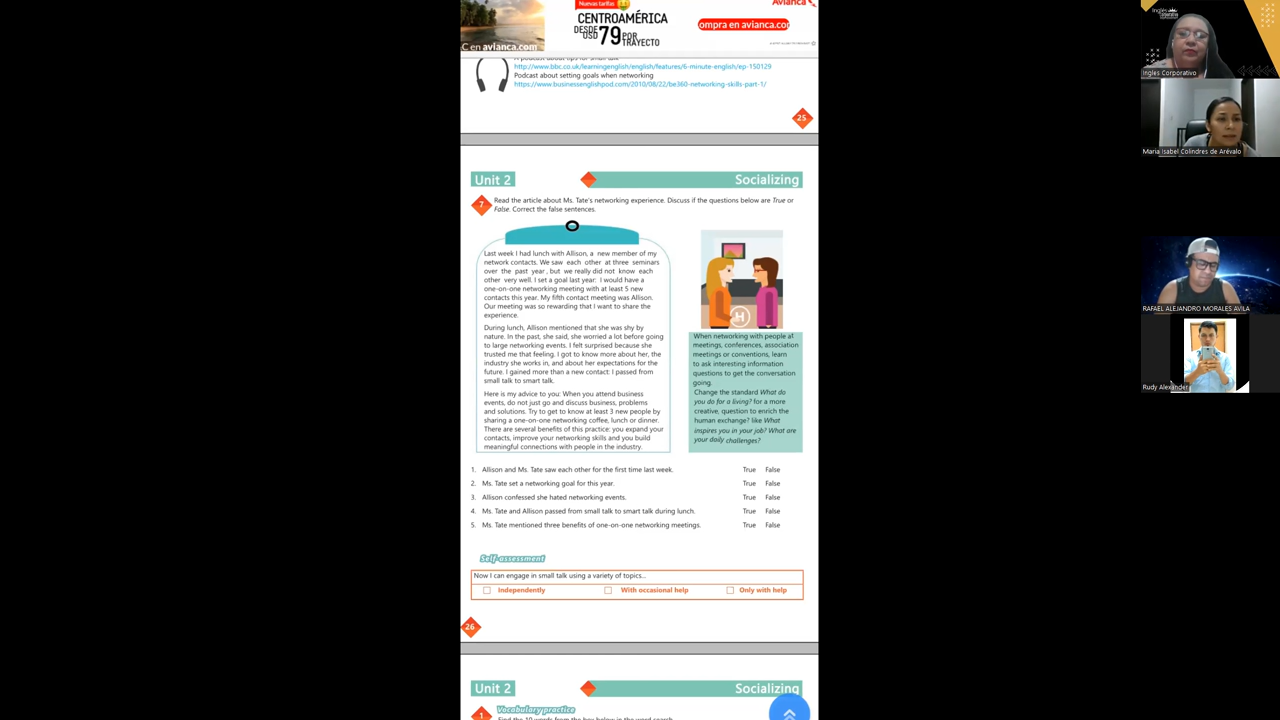 Nuevas tarifas
CENTROAMÉRICA
DESDE
USD 79 POR
TRAYECTO
C en avianca.com
ompra en avianca.co
Avianca
Inglés
Corporativo
Inglés Corporativo
Maria Isabel Colindres de Arévalo
RAFAEL ALEJANDRO MORALES AVILA
Rudy Alexander
http://www.bbc.co.uk/learningenglish/english/features/6-minute-english/ep-150129
Podcast about setting goals when networking
https://www.businessenglishpod.com/2010/08/22/be360-networking-skills-part-1/
25
Unit 2
Socializing
7
Read the article about Ms. Tate's networking experience. Discuss if the questions below are True or
False. Correct the false sentences.
Last week I had lunch with Allison, a new member of my
network contacts. We saw each other at three seminars
over the past year , but we really did not know each
other very well. I set a goal last year: I would have a
one-on-one networking meeting with at least 5 new
contacts this year. My fifth contact meeting was Allison.
Our meeting was so rewarding that I want to share the
experience.
During lunch, Allison mentioned that she was shy by
nature. In the past, she said, she worried a lot before going
to large networking events. I felt surprised because she
trusted me that feeling. I got to know more about her, the
industry she works in, and about her expectations for the
future. I gained more than a new contact: I passed from
small talk to smart talk.
Here is my advice to you: When you attend business
events, do not just go and discuss business, problems
and solutions. Try to get to know at least 3 new people by
sharing a one-on-one networking coffee, lunch or dinner.
There are several benefits of this practice: you expand your
contacts, improve your networking skills and you build
meaningful connections with people in the industry.
H
When networking with people at
meetings, conferences, association
meetings or conventions, learn
to ask interesting information
questions to get the conversation
going.
Change the standard What do
you do for a living? for a more
creative, question to enrich the
human exchange? like What
inspires you in your job? What are
your daily challenges?
1. Allison and Ms. Tate saw each other for the first time last week. True False
2. Ms. Tate set a networking goal for this year. True False
3. Allison confessed she hated networking events. True False
4. Ms. Tate and Allison passed from small talk to smart talk during lunch. True False
5. Ms. Tate mentioned three benefits of one-on-one networking meetings. True False
Self-assessment
Now I can engage in small talk using a variety of topics...
Independently With occasional help Only with help
26
Unit 2
Socializing
Vocabulary practice
1
Find the 10 words from the box below in the word search.